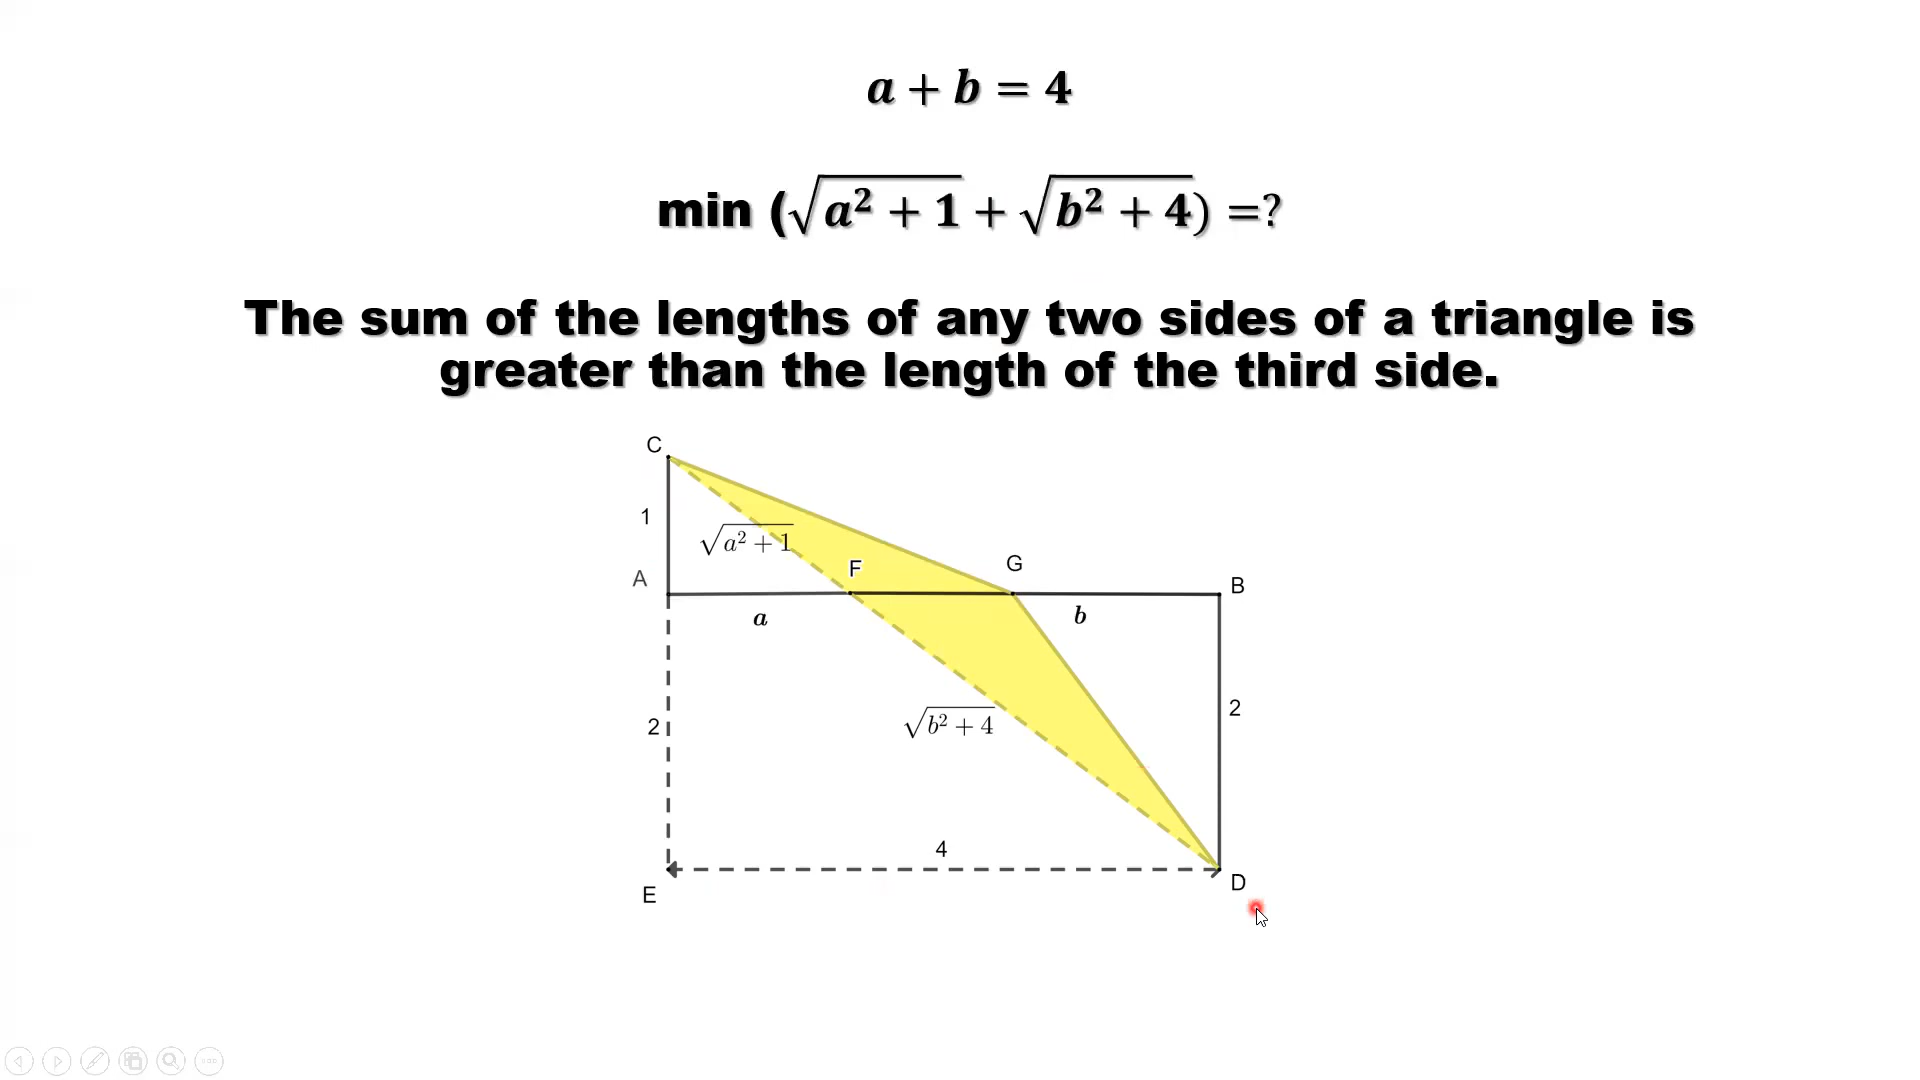 a + b = 4
min (√(a² + 1) + √(b² + 4)) =?
The sum of the lengths of any two sides of a triangle is
greater than the length of the third side.
C
1
√(a² + 1)
F
G
A
B
a
b
2
√(b² + 4)
2
4
E
D